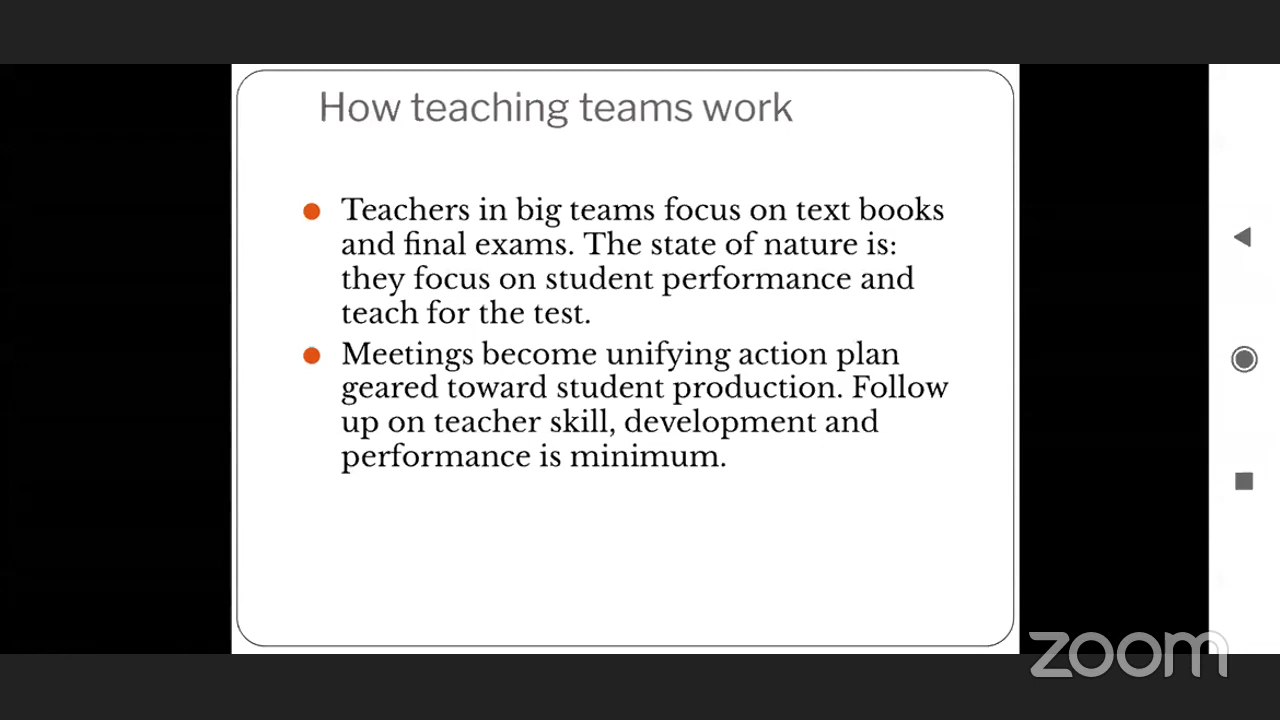 How teaching teams work
Teachers in big teams focus on text books
and final exams. The state of nature is:
they focus on student performance and
teach for the test.
Meetings become unifying action plan
geared toward student production. Follow
up on teacher skill, development and
performance is minimum.
zoom